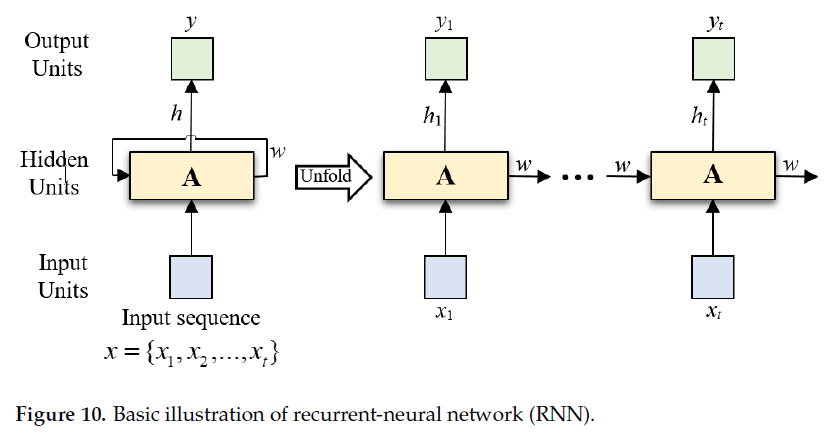 y y₁ yₜ
Output
Units
h h₁ hₜ
Hidden
Units
A w Unfold A w ... w A w
Input
Units
Input sequence x₁ xₜ
x = {x₁, x₂,...,xₜ}
Figure 10. Basic illustration of recurrent-neural network (RNN).